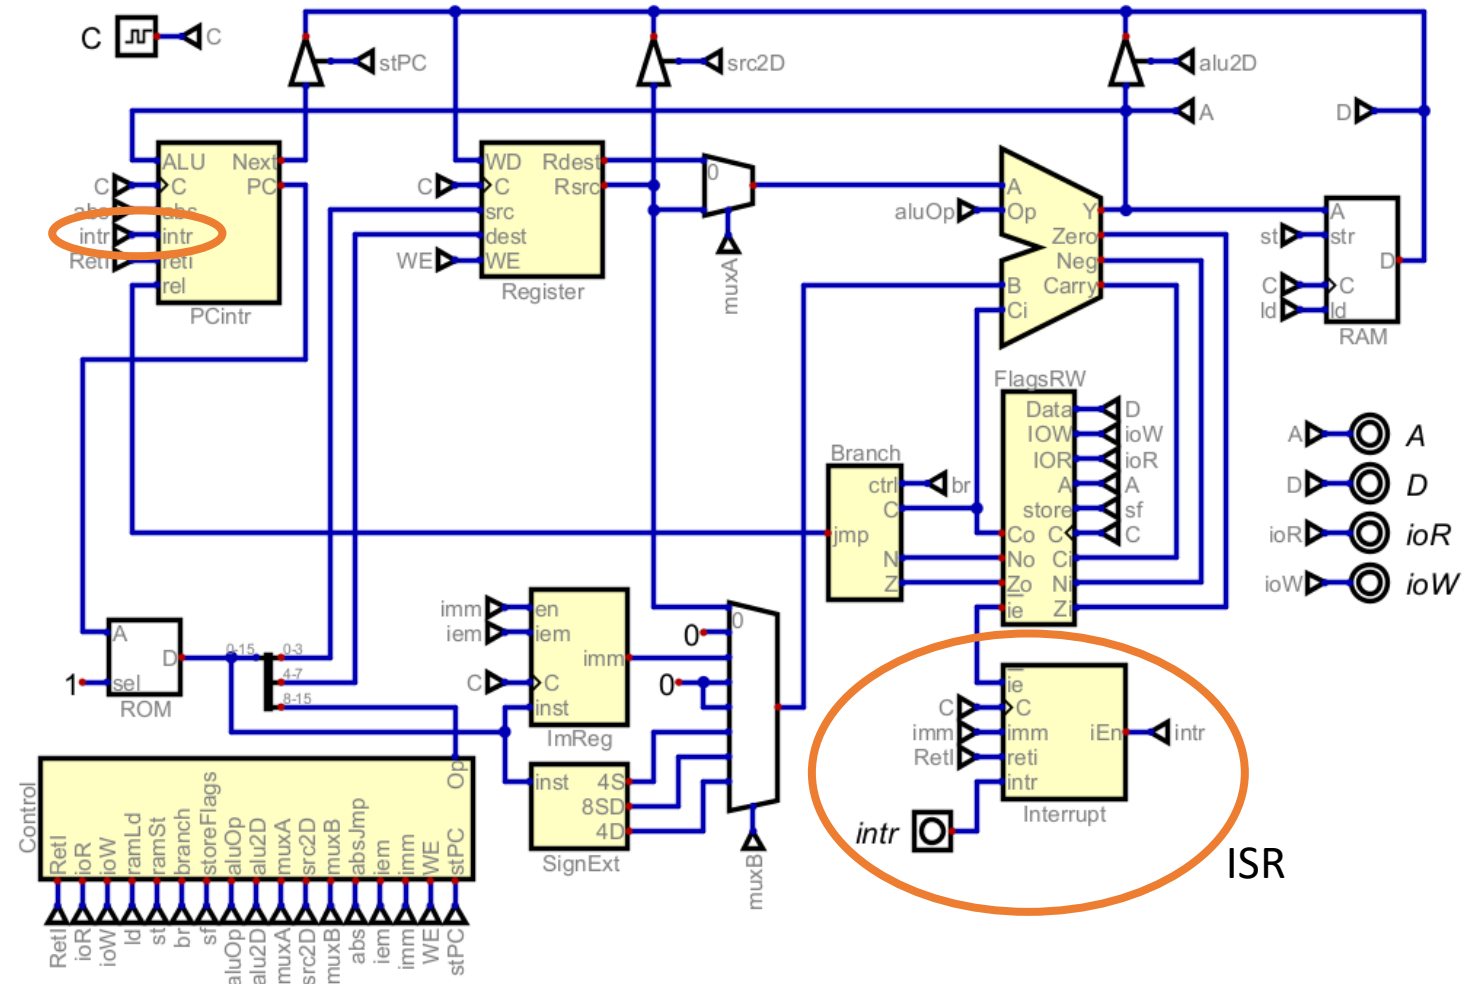 C C
stPC
src2D
alu2D
A
D
ALU Next
C C PC
abs abs
intr intr
RetI reti
rel
PCintr
WD Rdest
C C Rsrc
src
dest
WE WE
Register
0
muxA
A
aluOp Op Y
Zero
Neg
B Carry
Ci
A
st str
D
C C
ld ld
RAM
FlagsRW
Data D
IOW ioW
IOR ioR
A A
store sf
Co C C
No Ci
Zo Ni
ie Zi
Branch
ctrl br
C
jmp
N
Z
A A
D D
ioR ioR
ioW ioW
A
D
1 sel
ROM
0-15 0-3
4-7
8-15
imm en
iem iem
imm
C C
inst
ImReg
inst 4S
8SD
4D
SignExt
0
0
0
muxB
ie
C C
imm imm iEn intr
RetI reti
intr
Interrupt
intr
ISR
Control
Op
RetI ioR ioW ramLd ramSt branch storeFlags aluOp alu2D muxA src2D muxB absJmp iem imm WE stPC
RetI ioR ioW ld st br sf aluOp alu2D muxA src2D muxB abs iem imm WE stPC